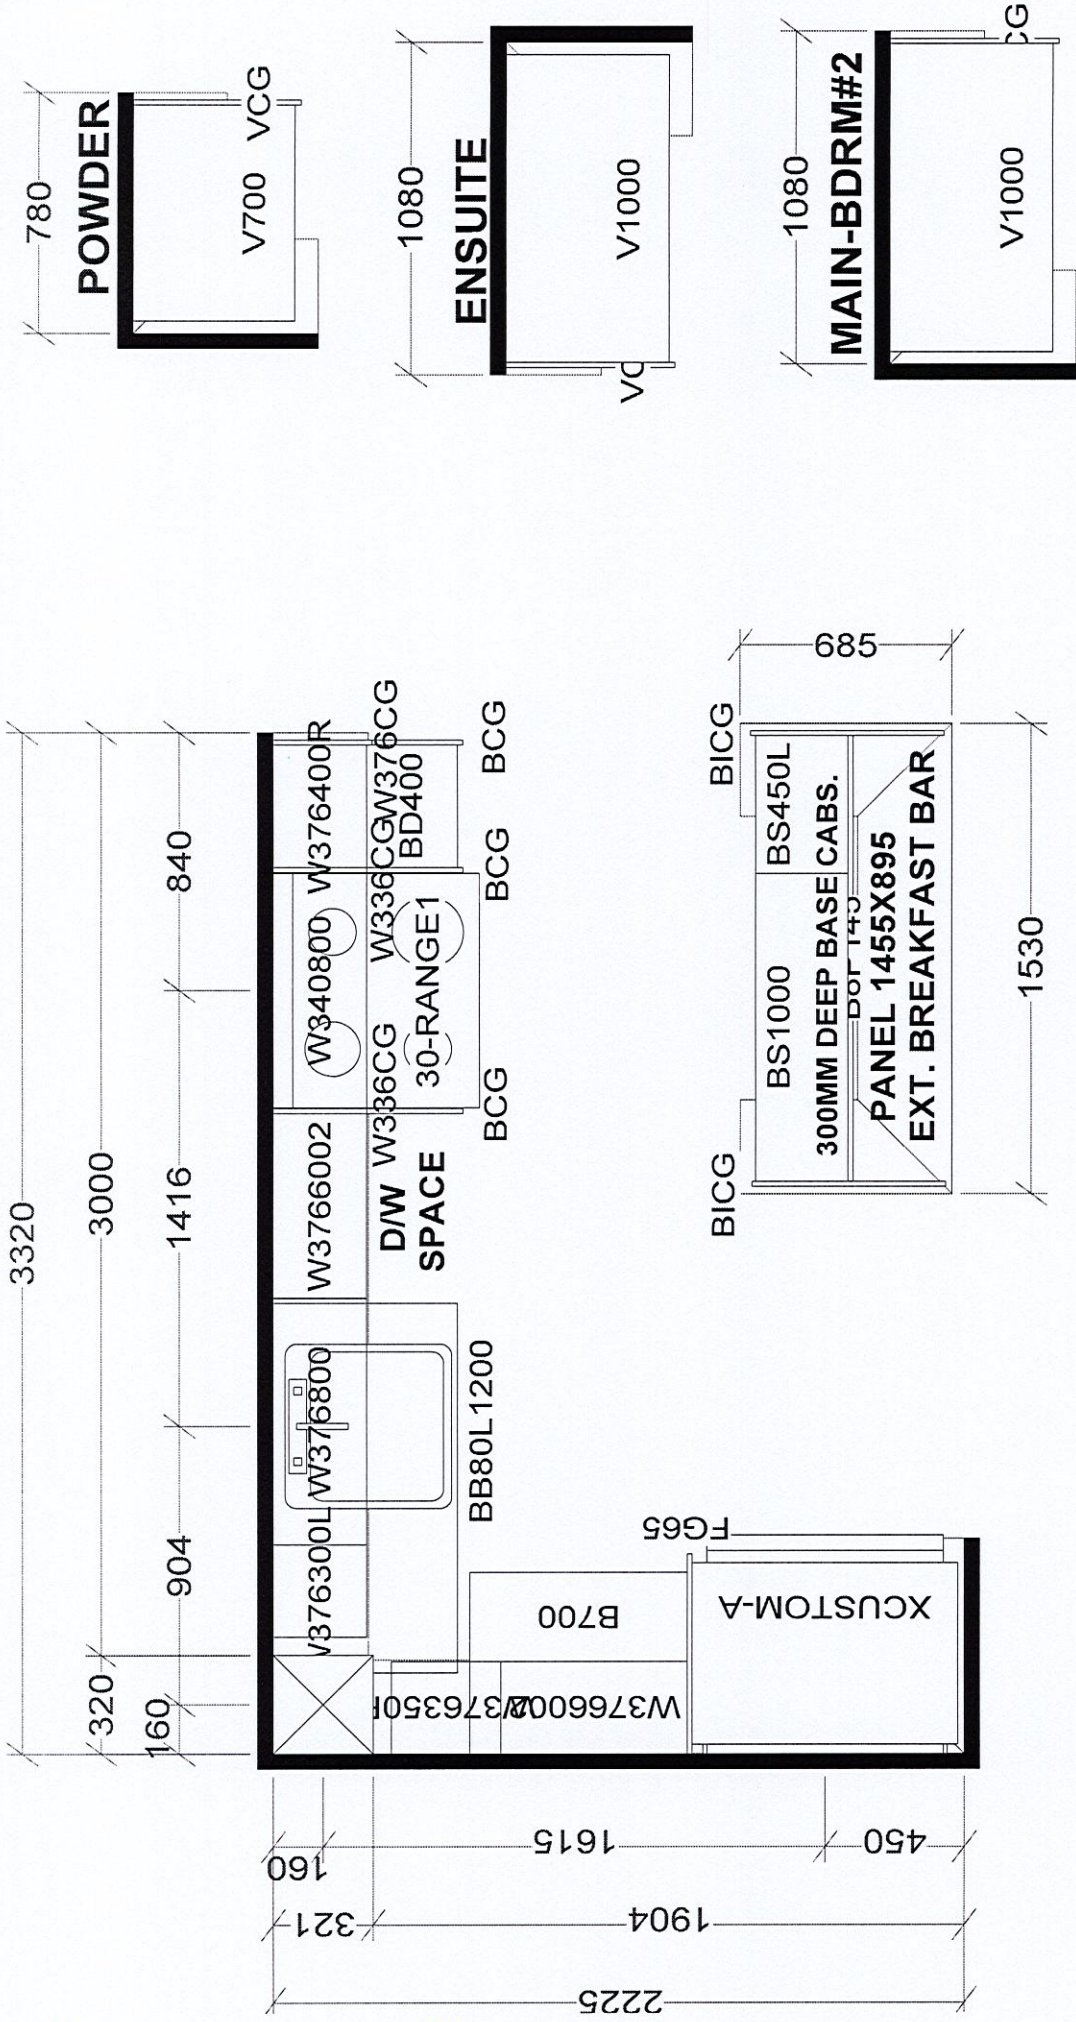 3320
3000
320
840
1416
904
160
W376400R
W340800
W3766002
W376800
W376300L
W376CG
W336CG
W336CG
BD400
30-RANGE1
D/W
SPACE
BCG
BCG
BCG
BB80L1200
FG65
B700
XCUSTOM-A
W376350
W3766002
160
1615
450
321
1904
2225
685
BICG
BICG
BS450L
BS1000
300MM DEEP BASE CABS.
PANEL 1455X895
EXT. BREAKFAST BAR
1530
780
POWDER
V700
VCG
1080
ENSUITE
V1000
1080
MAIN-BDRM#2
V1000
CG